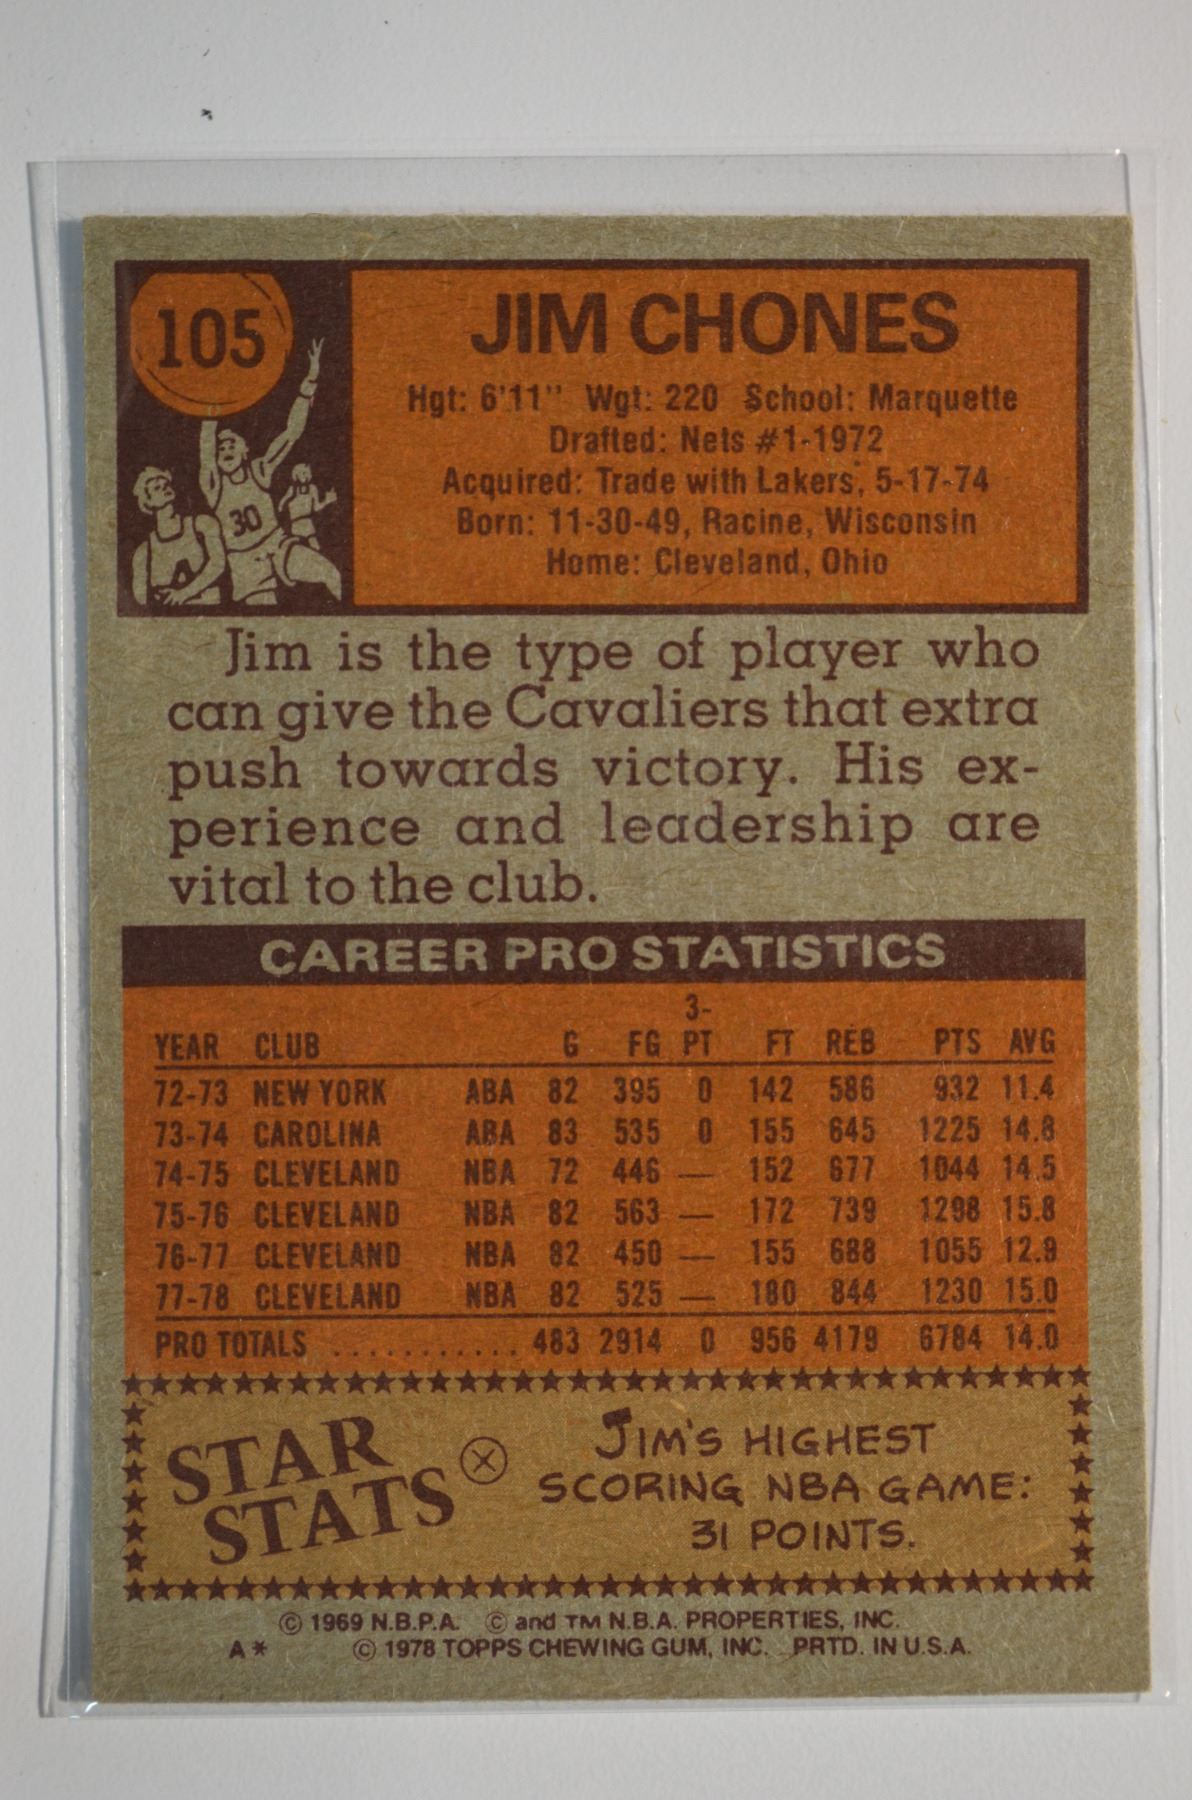 105
JIM CHONES
Hgt: 6'11" Wgt: 220 School: Marquette
Drafted: Nets #1-1972
Acquired: Trade with Lakers, 5-17-74
Born: 11-30-49, Racine, Wisconsin
Home: Cleveland, Ohio
30
Jim is the type of player who
can give the Cavaliers that extra
push towards victory. His ex-
perience and leadership are
vital to the club.
CAREER PRO STATISTICS
YEAR CLUB G FG 3-PT FT REB PTS AVG
72-73 NEW YORK ABA 82 395 0 142 586 932 11.4
73-74 CAROLINA ABA 83 535 0 155 645 1225 14.8
74-75 CLEVELAND NBA 72 446 — 152 677 1044 14.5
75-76 CLEVELAND NBA 82 563 — 172 739 1298 15.8
76-77 CLEVELAND NBA 82 450 — 155 688 1055 12.9
77-78 CLEVELAND NBA 82 525 — 180 844 1230 15.0
PRO TOTALS ........... 483 2914 0 956 4179 6784 14.0
STAR
STATS
JIM'S HIGHEST
SCORING NBA GAME:
31 POINTS.
© 1969 N.B.P.A. © and TM N.B.A. PROPERTIES, INC.
A* © 1978 TOPPS CHEWING GUM, INC. PRTD. IN U.S.A.